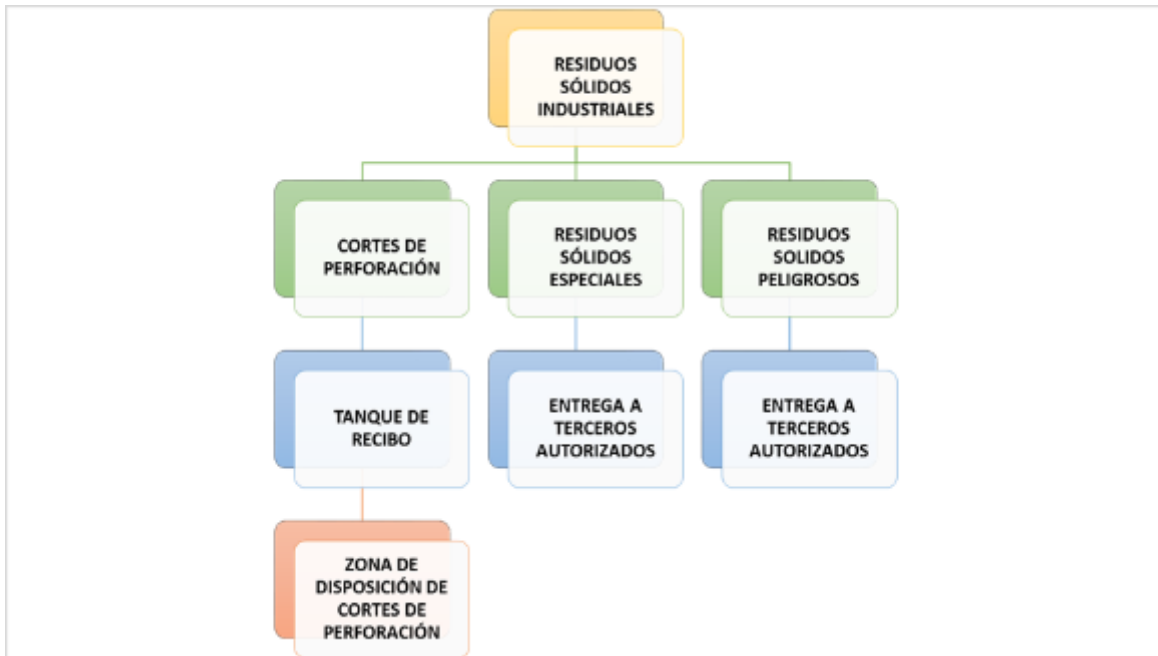 RESIDUOS
SÓLIDOS
INDUSTRIALES
CORTES DE
PERFORACIÓN
RESIDUOS
SÓLIDOS
ESPECIALES
RESIDUOS
SOLIDOS
PELIGROSOS
TANQUE DE
RECIBO
ENTREGA A
TERCEROS
AUTORIZADOS
ENTREGA A
TERCEROS
AUTORIZADOS
ZONA DE
DISPOSICIÓN DE
CORTES DE
PERFORACIÓN